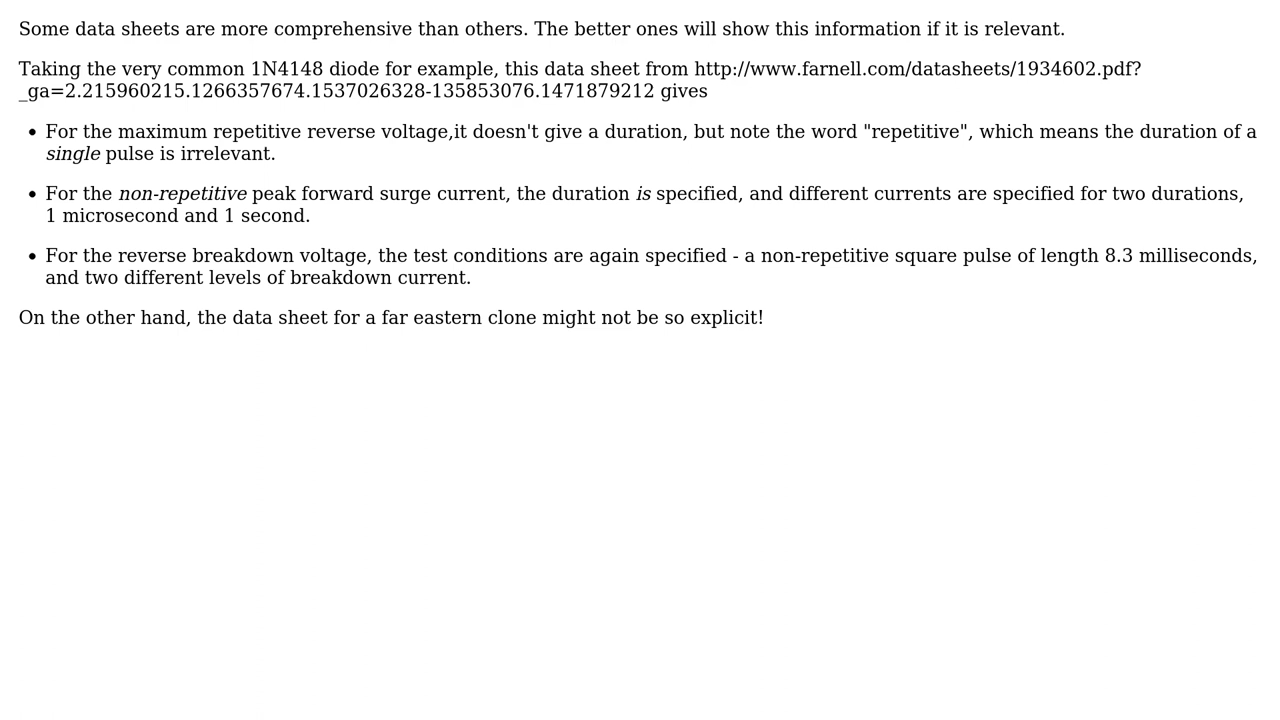 Some data sheets are more comprehensive than others. The better ones will show this information if it is relevant.
Taking the very common 1N4148 diode for example, this data sheet from http://www.farnell.com/datasheets/1934602.pdf?
_ga=2.215960215.1266357674.1537026328-135853076.1471879212 gives
• For the maximum repetitive reverse voltage,it doesn't give a duration, but note the word "repetitive", which means the duration of a
single pulse is irrelevant.
• For the non-repetitive peak forward surge current, the duration is specified, and different currents are specified for two durations,
1 microsecond and 1 second.
• For the reverse breakdown voltage, the test conditions are again specified - a non-repetitive square pulse of length 8.3 milliseconds,
and two different levels of breakdown current.
On the other hand, the data sheet for a far eastern clone might not be so explicit!